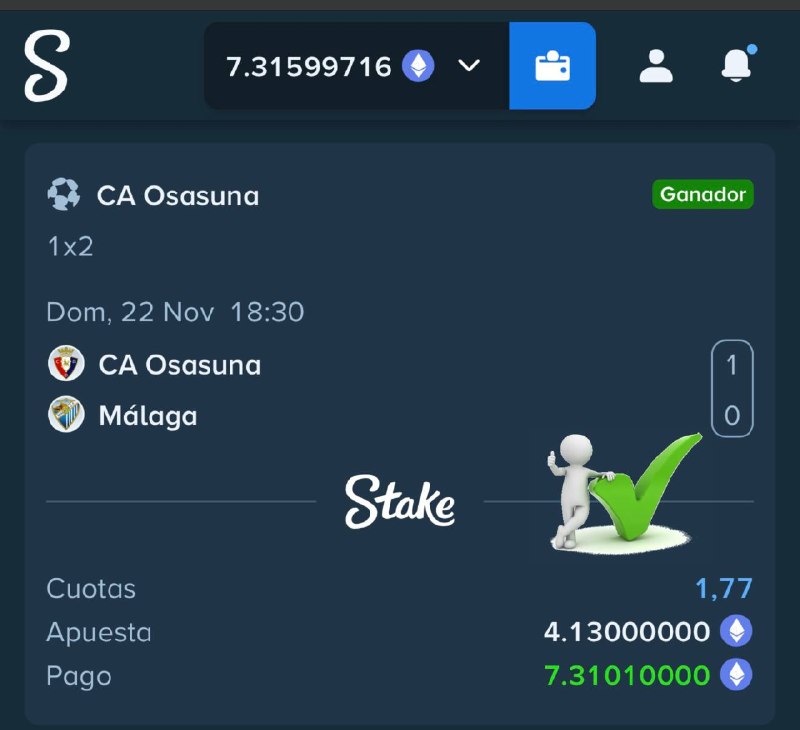 S
7.31599716
CA Osasuna
Ganador
1x2
Dom, 22 Nov 18:30
CA Osasuna
1
Málaga
0
Stake
Cuotas
1,77
Apuesta
4.13000000
Pago
7.31010000